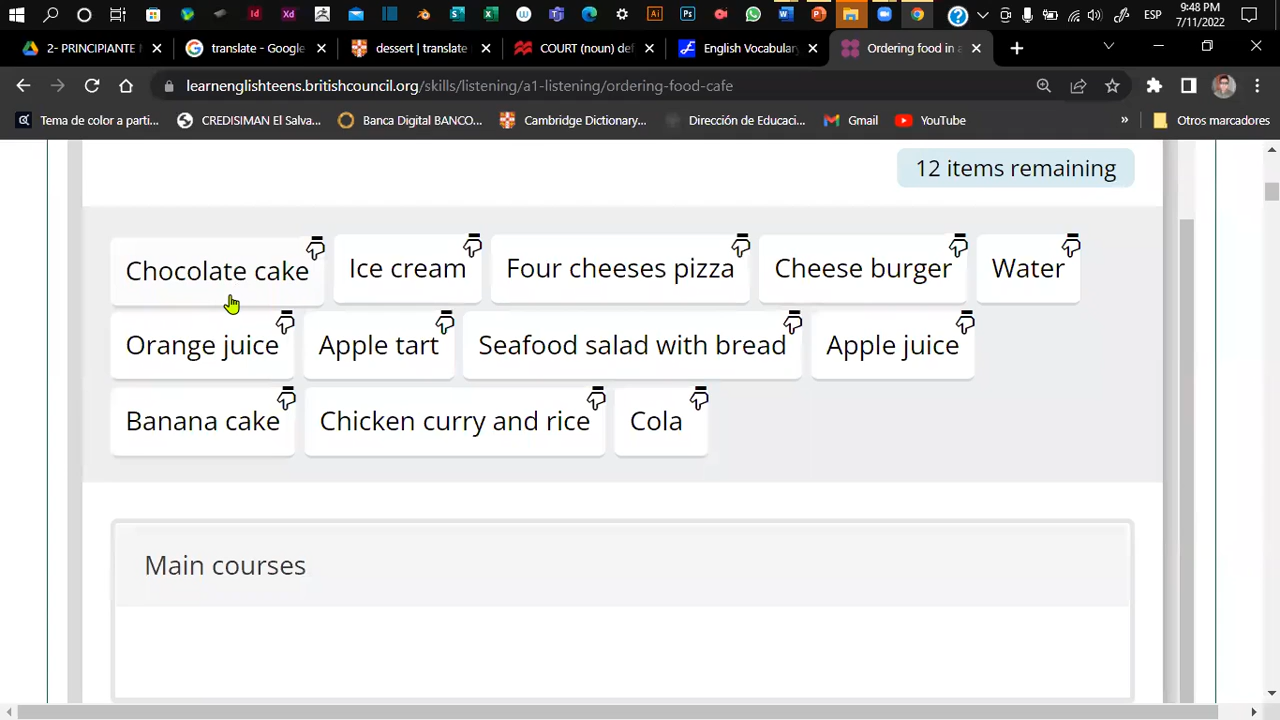 ESP
9:48 PM
7/11/2022
2- PRINCIPIANTE
translate - Google
dessert | translate
COURT (noun) def
English Vocabulary
Ordering food in a
learnenglishteens.britishcouncil.org/skills/listening/a1-listening/ordering-food-cafe
Tema de color a parti...
CREDISIMAN El Salva...
Banca Digital BANCO...
Cambridge Dictionary...
Dirección de Educaci...
Gmail
YouTube
»
Otros marcadores
12 items remaining
Chocolate cake
Ice cream
Four cheeses pizza
Cheese burger
Water
Orange juice
Apple tart
Seafood salad with bread
Apple juice
Banana cake
Chicken curry and rice
Cola
Main courses